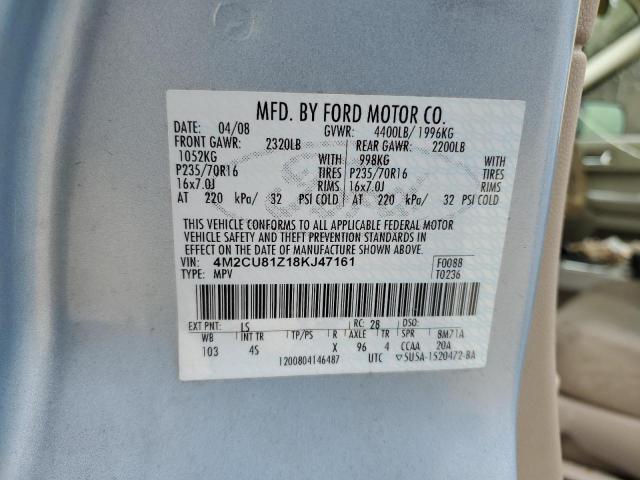 MFD. BY FORD MOTOR CO.
DATE: 04/08 GVWR: 4400LB/1996KG
FRONT GAWR: 2320LB REAR GAWR: 2200LB
1052KG WITH 998KG WITH
P235/70R16 TIRES P235/70R16 TIRES
16x7.0J RIMS 16x7.0J RIMS
AT 220 kPa/ 32 PSI COLD AT 220 kPa/ 32 PSI COLD
THIS VEHICLE CONFORMS TO ALL APPLICABLE FEDERAL MOTOR
VEHICLE SAFETY AND THEFT PREVENTION STANDARDS IN
EFFECT ON THE DATE OF MANUFACTURE SHOWN ABOVE.
VIN: 4M2CU81Z18KJ47161 F0088
TYPE: MPV T0236
EXT PNT: LS RC: 28 DSO:
WB INT TR TP/PS R AXLE TR SPR 8M71A
103 4S X 96 4 CCAA 20A
1200804146487 UTC 5U5A-1520472-BA